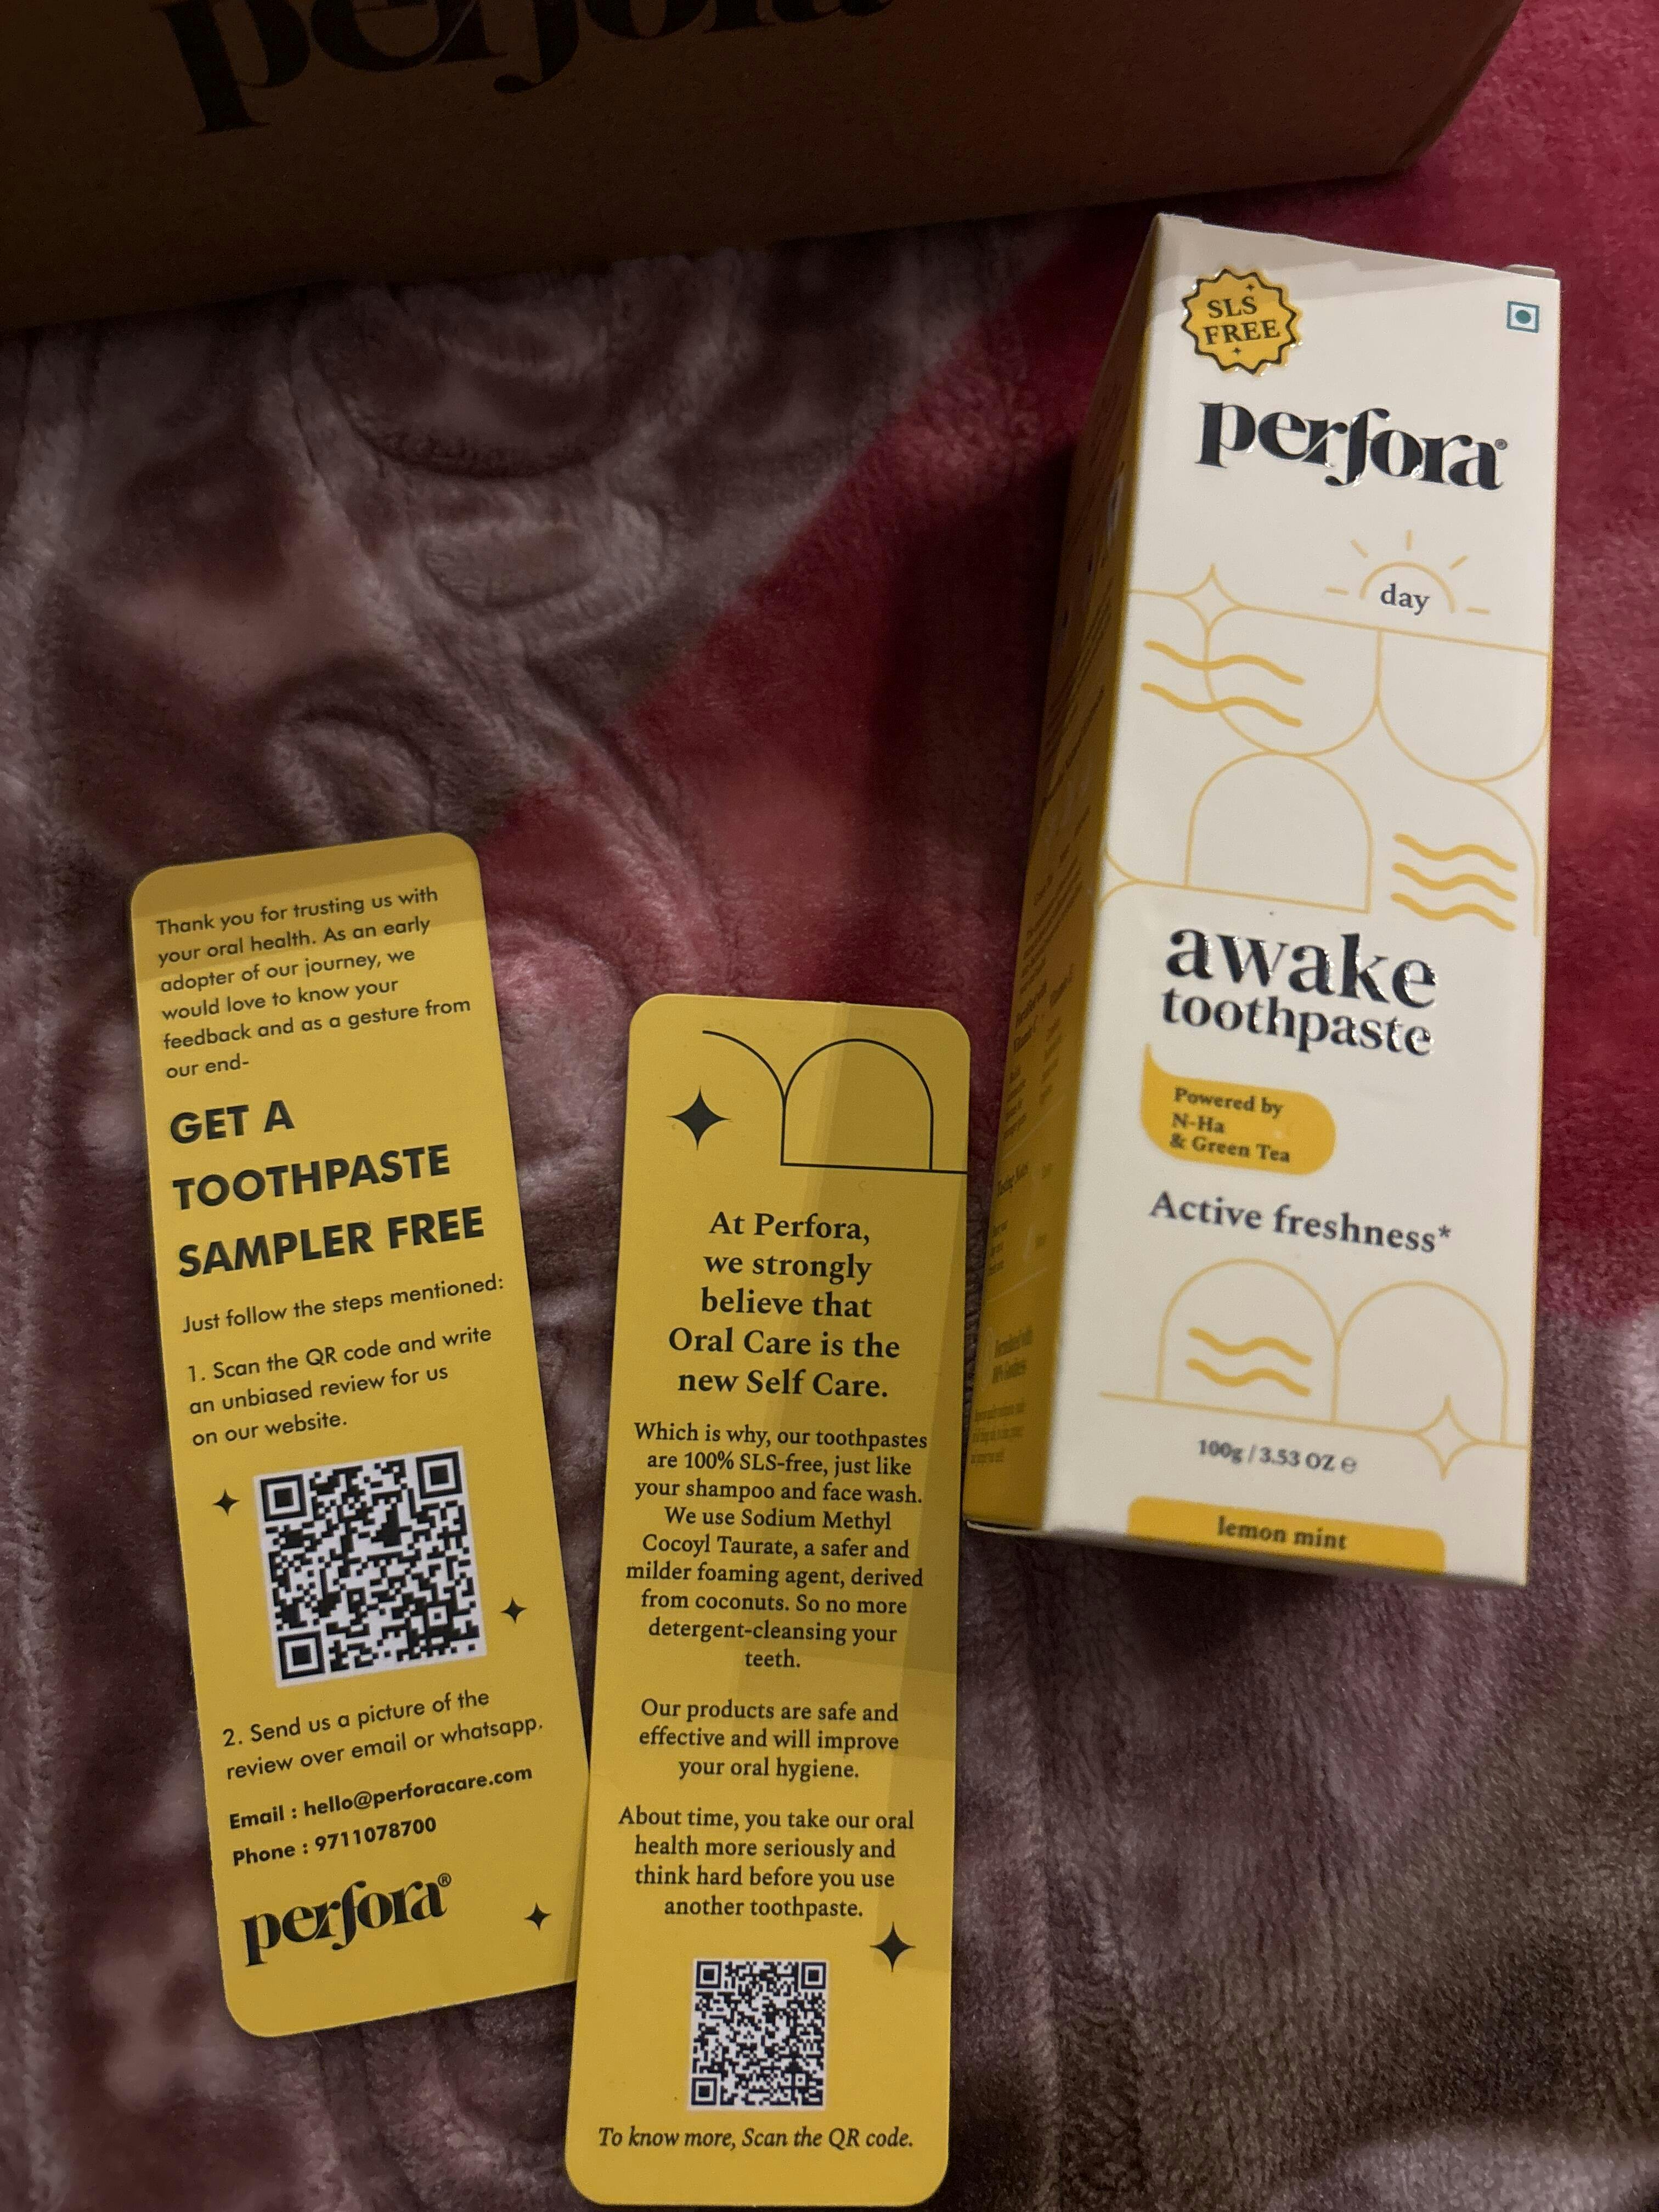 perfora
SLS
FREE
perfora®
day
awake
toothpaste
Powered by
N-Ha
& Green Tea
Active freshness*
100g / 3.53 OZ ℮
lemon mint
Thank you for trusting us with
your oral health. As an early
adopter of our journey, we
would love to know your
feedback and as a gesture from
our end-
GET A
TOOTHPASTE
SAMPLER FREE
Just follow the steps mentioned:
1. Scan the QR code and write
an unbiased review for us
on our website.
2. Send us a picture of the
review over email or whatsapp.
Email : hello@perforacare.com
Phone : 9711078700
perfora®
At Perfora,
we strongly
believe that
Oral Care is the
new Self Care.
Which is why, our toothpastes
are 100% SLS-free, just like
your shampoo and face wash.
We use Sodium Methyl
Cocoyl Taurate, a safer and
milder foaming agent, derived
from coconuts. So no more
detergent-cleansing your
teeth.
Our products are safe and
effective and will improve
your oral hygiene.
About time, you take our oral
health more seriously and
think hard before you use
another toothpaste.
To know more, Scan the QR code.